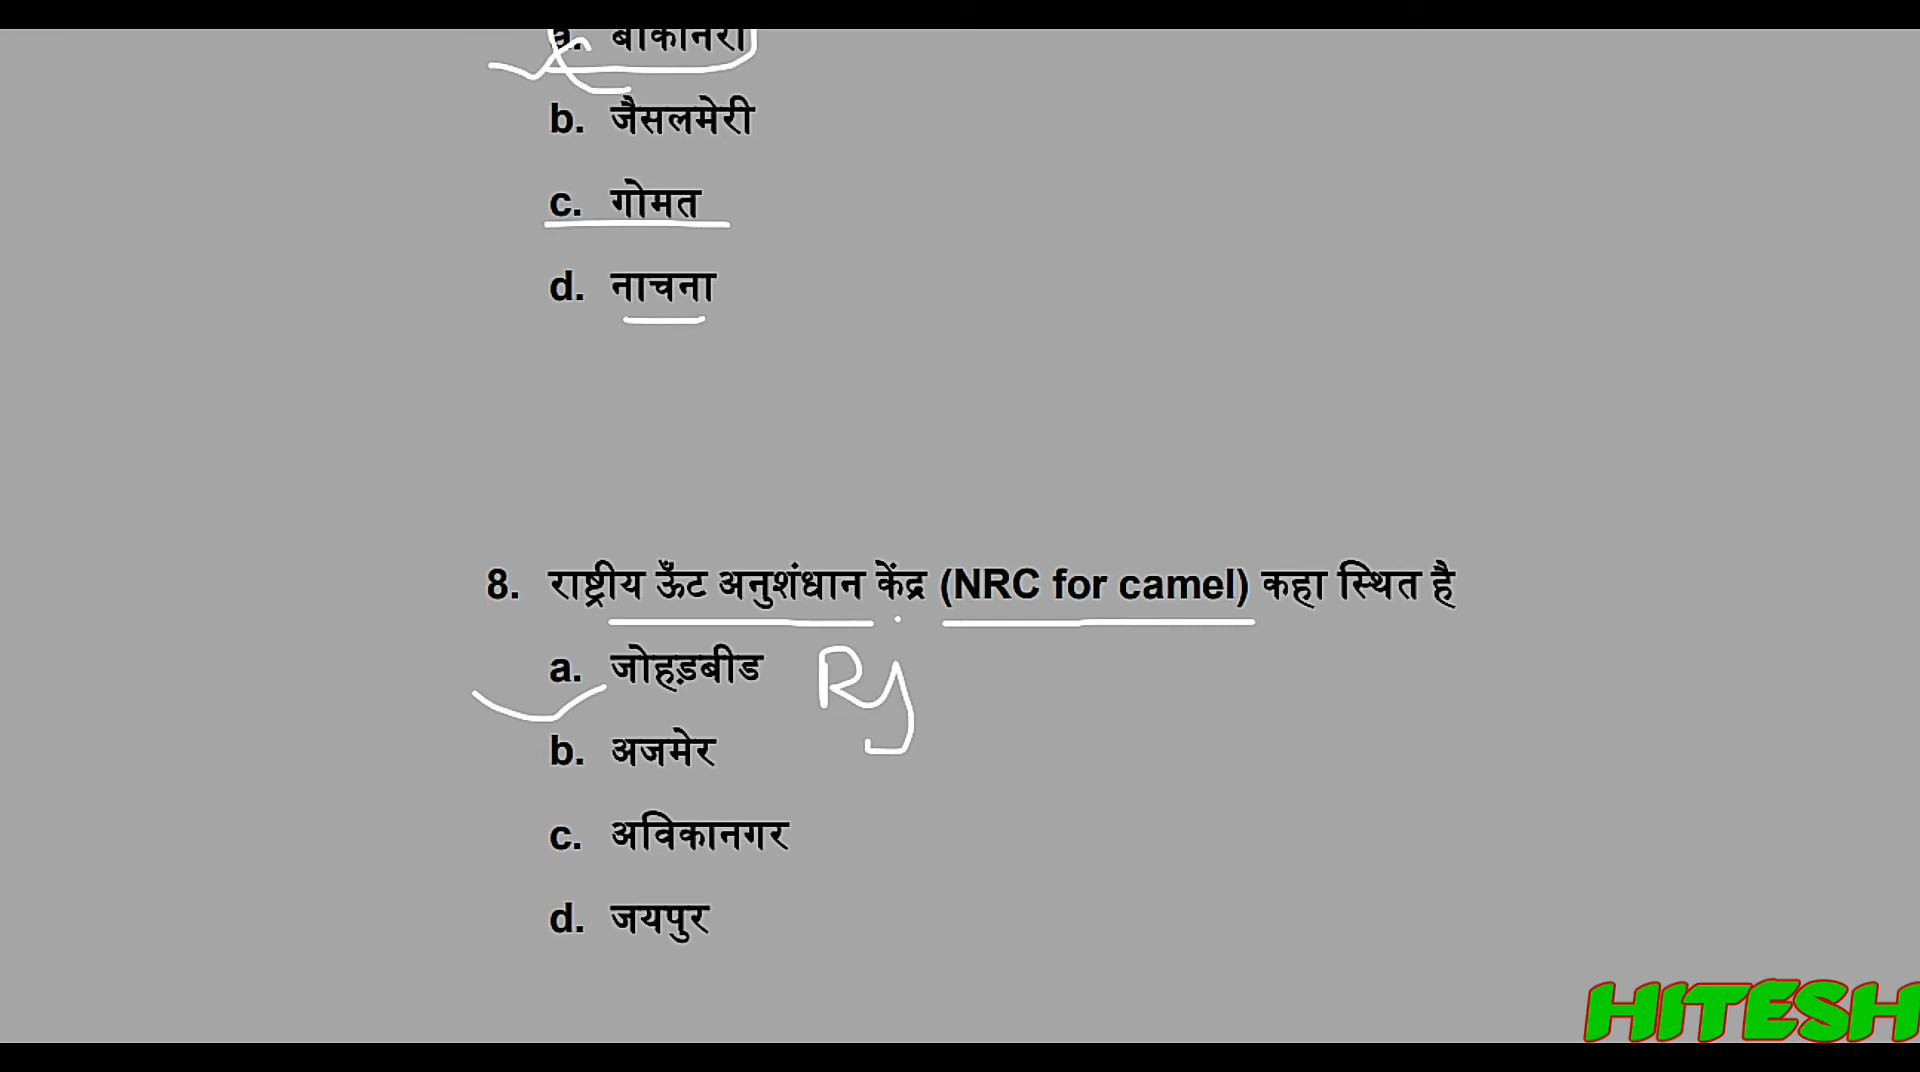 a. बीकानेरी
b. जैसलमेरी
c. गोमत
d. नाचना
8. राष्ट्रीय ऊँट अनुशंधान केंद्र (NRC for camel) कहा स्थित है
a. जोहड़बीड
Rj
b. अजमेर
c. अविकानगर
d. जयपुर
HITESH